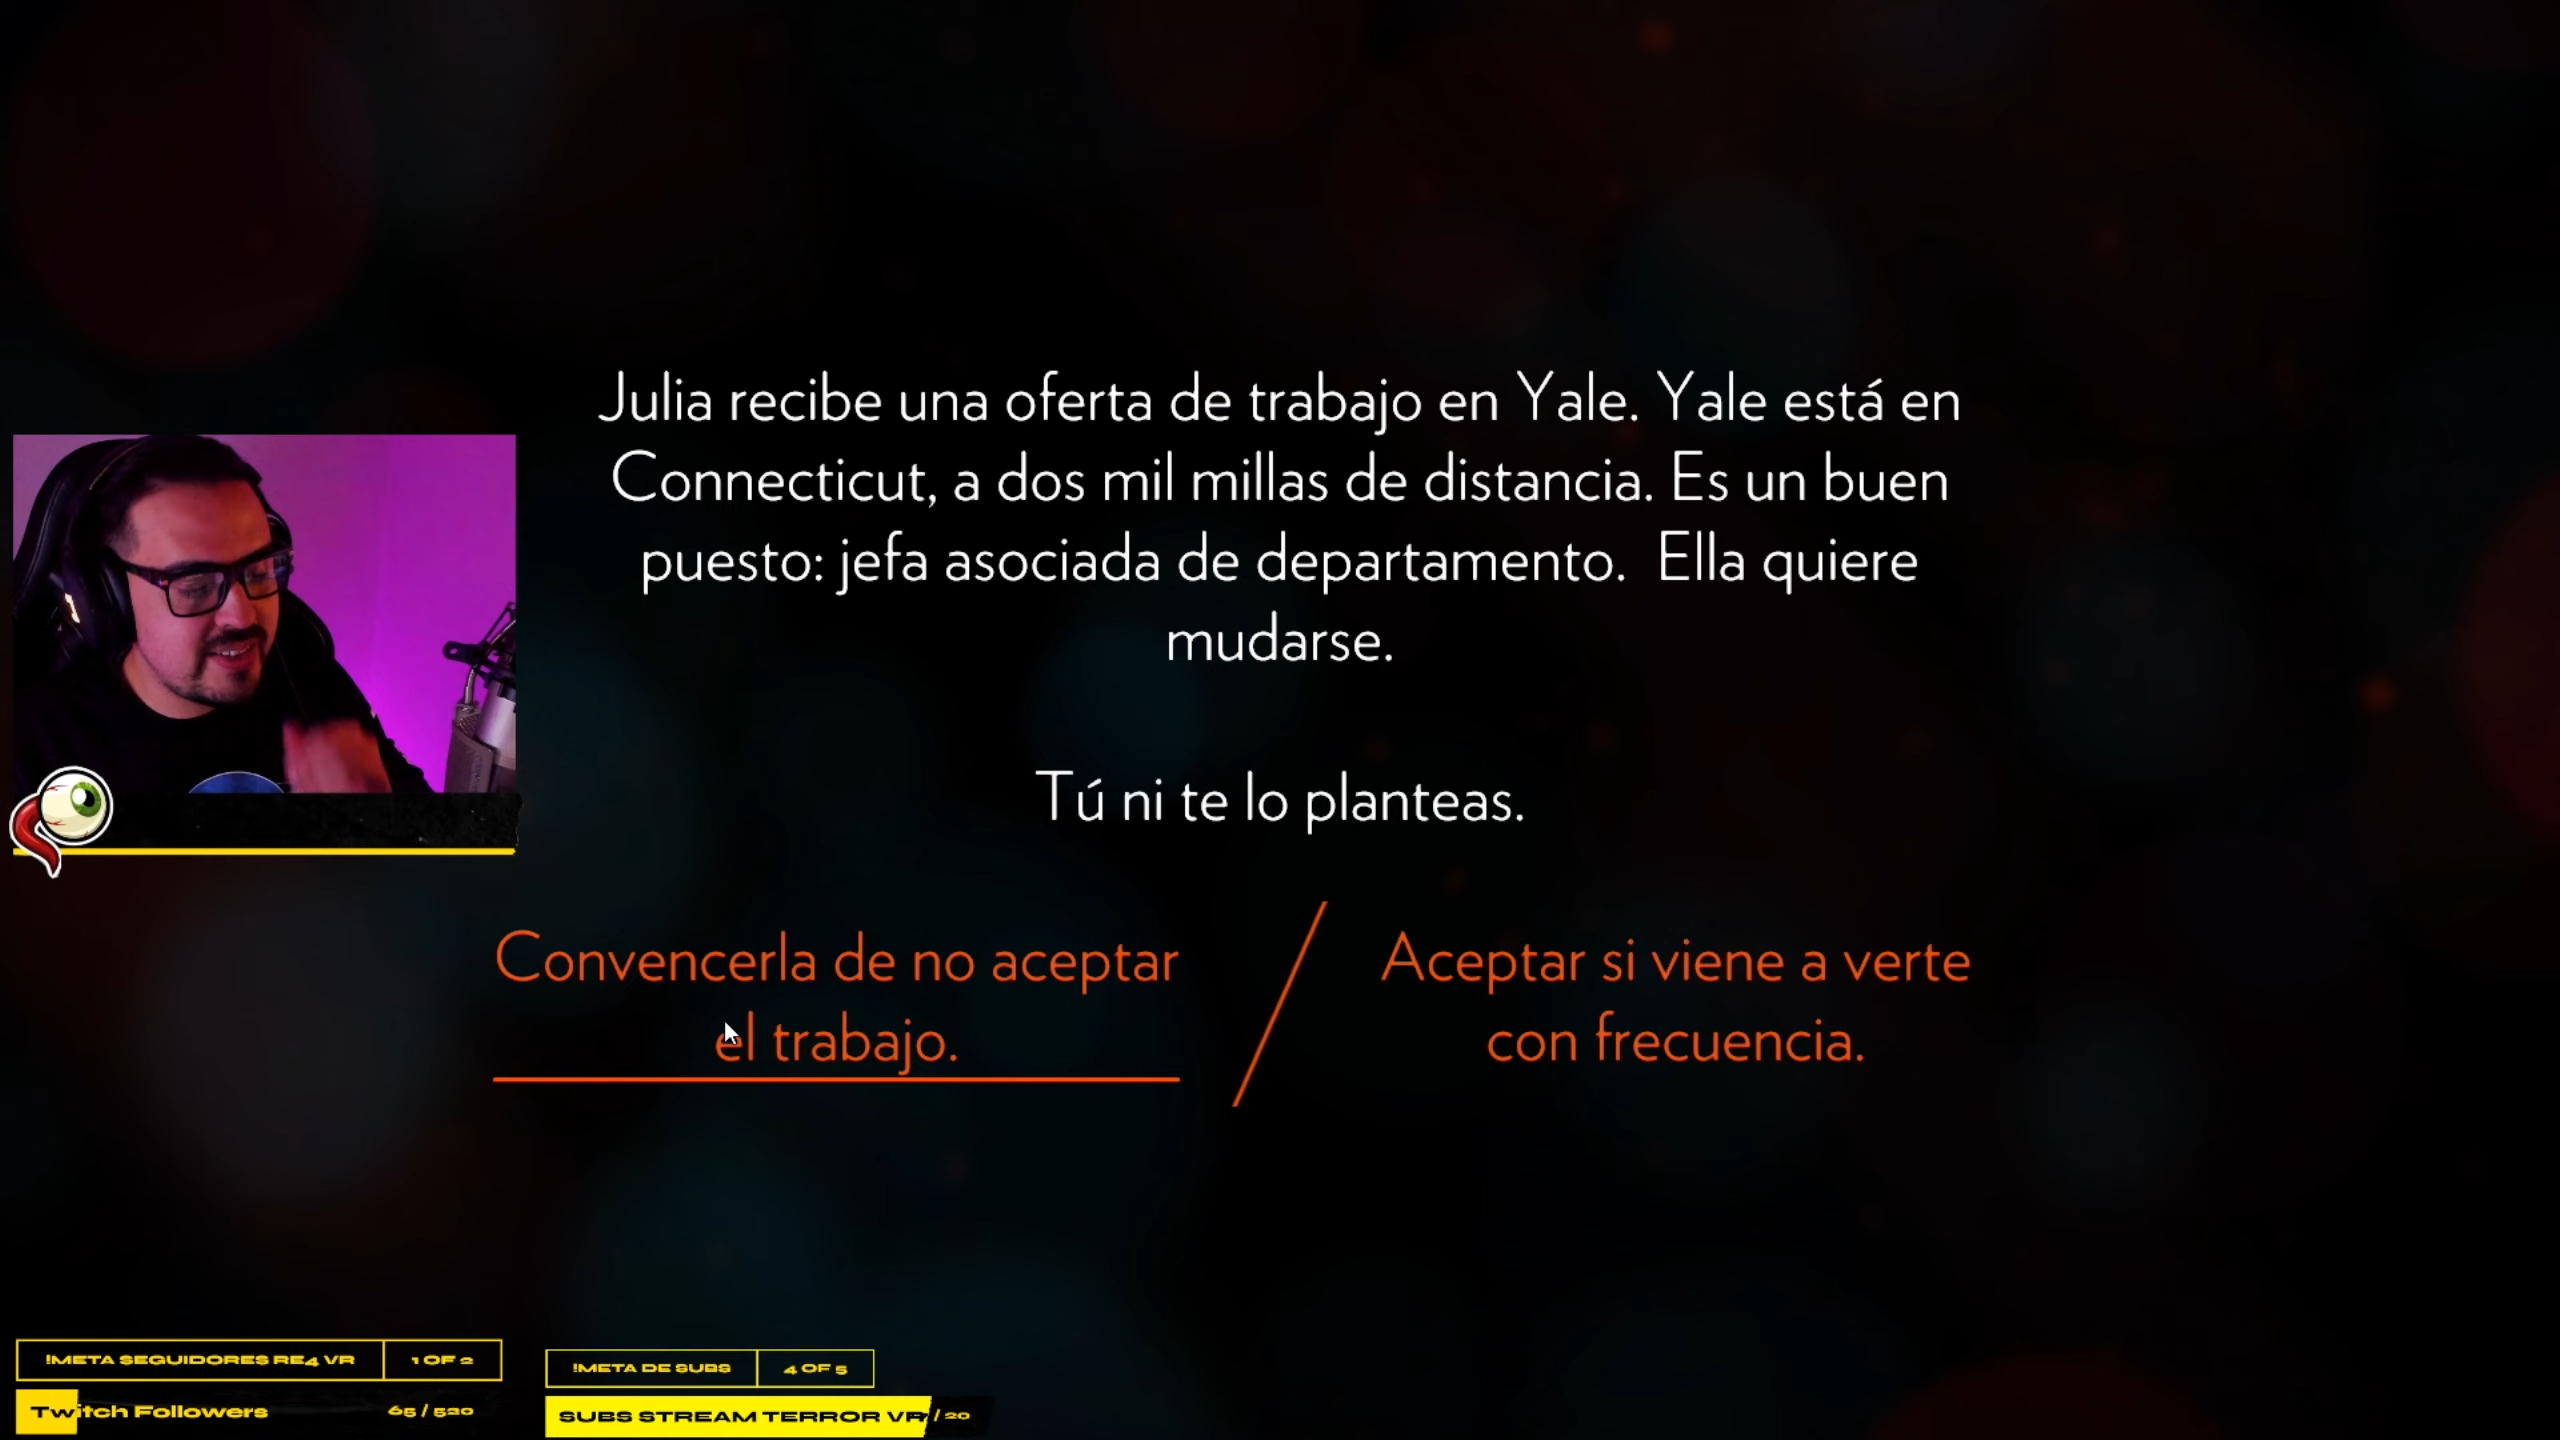 Julia recibe una oferta de trabajo en Yale. Yale está en
Connecticut, a dos mil millas de distancia. Es un buen
puesto: jefa asociada de departamento.  Ella quiere
mudarse.
Tú ni te lo planteas.
Convencerla de no aceptar
el trabajo.
Aceptar si viene a verte
con frecuencia.
!META SEGUIDORES RE4 VR 1 OF 2
Twitch Followers 65 / 520
!META DE SUBS 4 OF 5
SUBS STREAM TERROR VR / 20